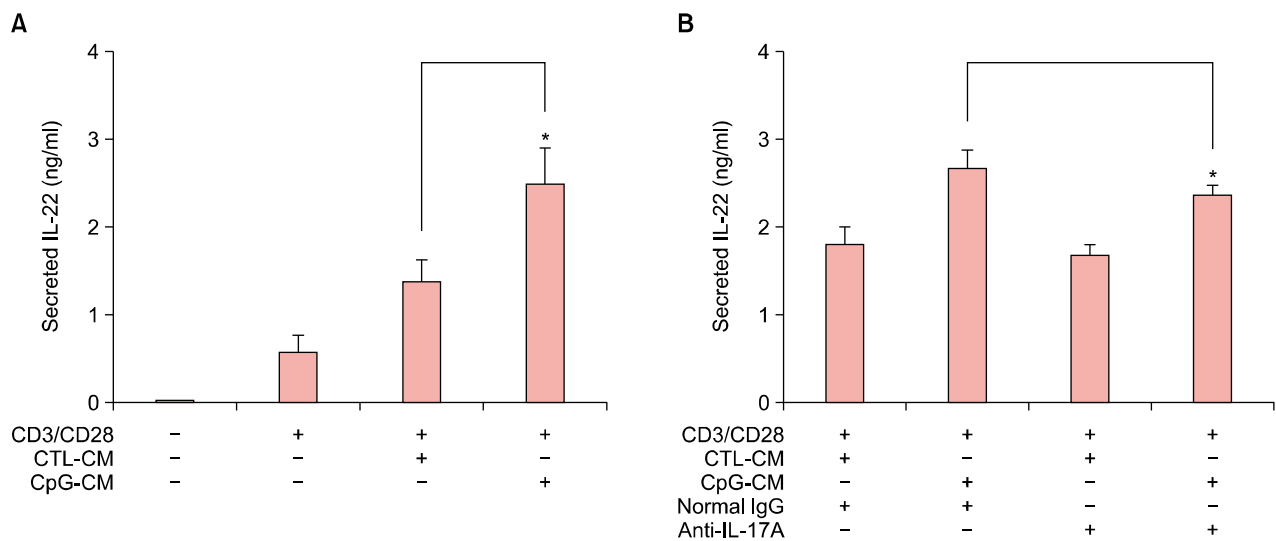 A
Secreted IL-22 (ng/ml)
4
3
2
1
0
*
CD3/CD28 – + + +
CTL-CM – – + –
CpG-CM – – – +
B
Secreted IL-22 (ng/ml)
4
3
2
1
0
*
CD3/CD28 + + + +
CTL-CM + – + –
CpG-CM – + – +
Normal IgG + + – –
Anti-IL-17A – – + +